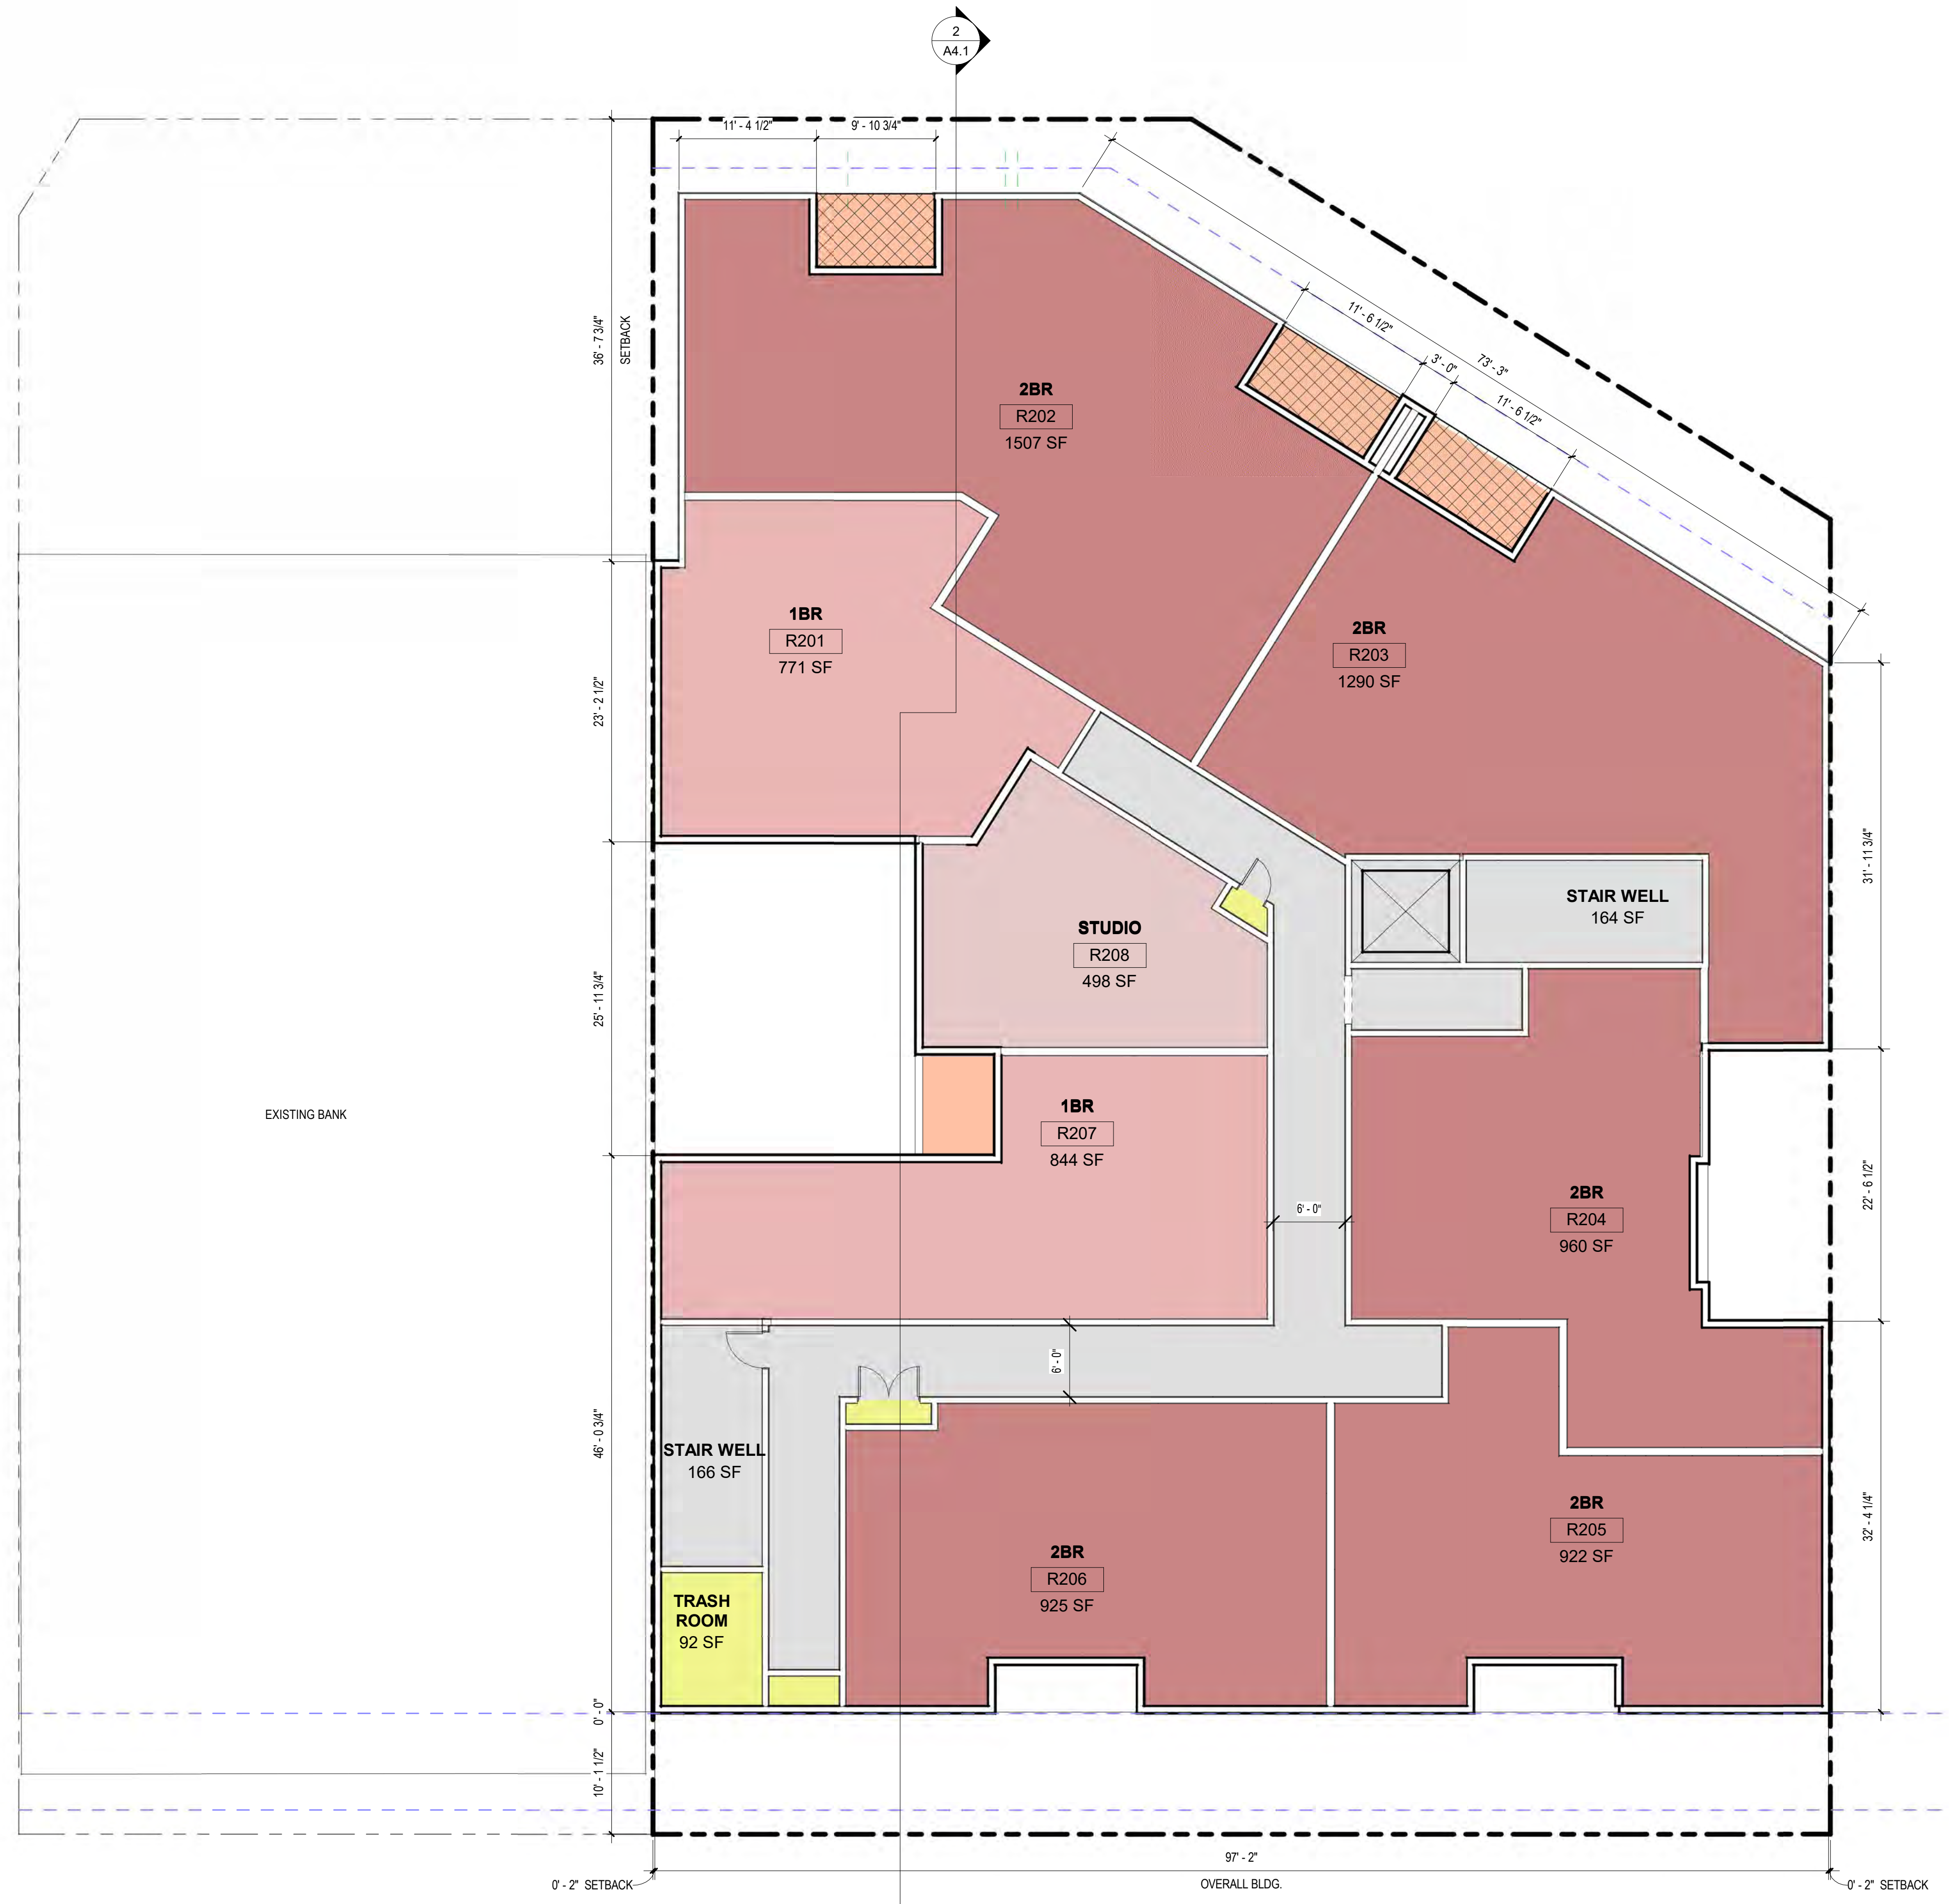 2
A4.1
11' - 4 1/2"
9' - 10 3/4"
36' - 7 3/4"
SETBACK
11' - 6 1/2"
3' - 0"
73' - 3"
11' - 6 1/2"
2BR
R202
1507 SF
1BR
R201
771 SF
2BR
R203
1290 SF
23' - 2 1/2"
31' - 11 3/4"
STAIR WELL
164 SF
STUDIO
R208
498 SF
25' - 11 3/4"
EXISTING BANK
1BR
R207
844 SF
2BR
R204
960 SF
22' - 6 1/2"
6' - 0"
6' - 0"
46' - 0 3/4"
STAIR WELL
166 SF
2BR
R205
922 SF
32' - 4 1/4"
2BR
R206
925 SF
TRASH
ROOM
92 SF
0' - 0"
10' - 1 1/2"
97' - 2"
OVERALL BLDG.
0' - 2" SETBACK
0' - 2" SETBACK